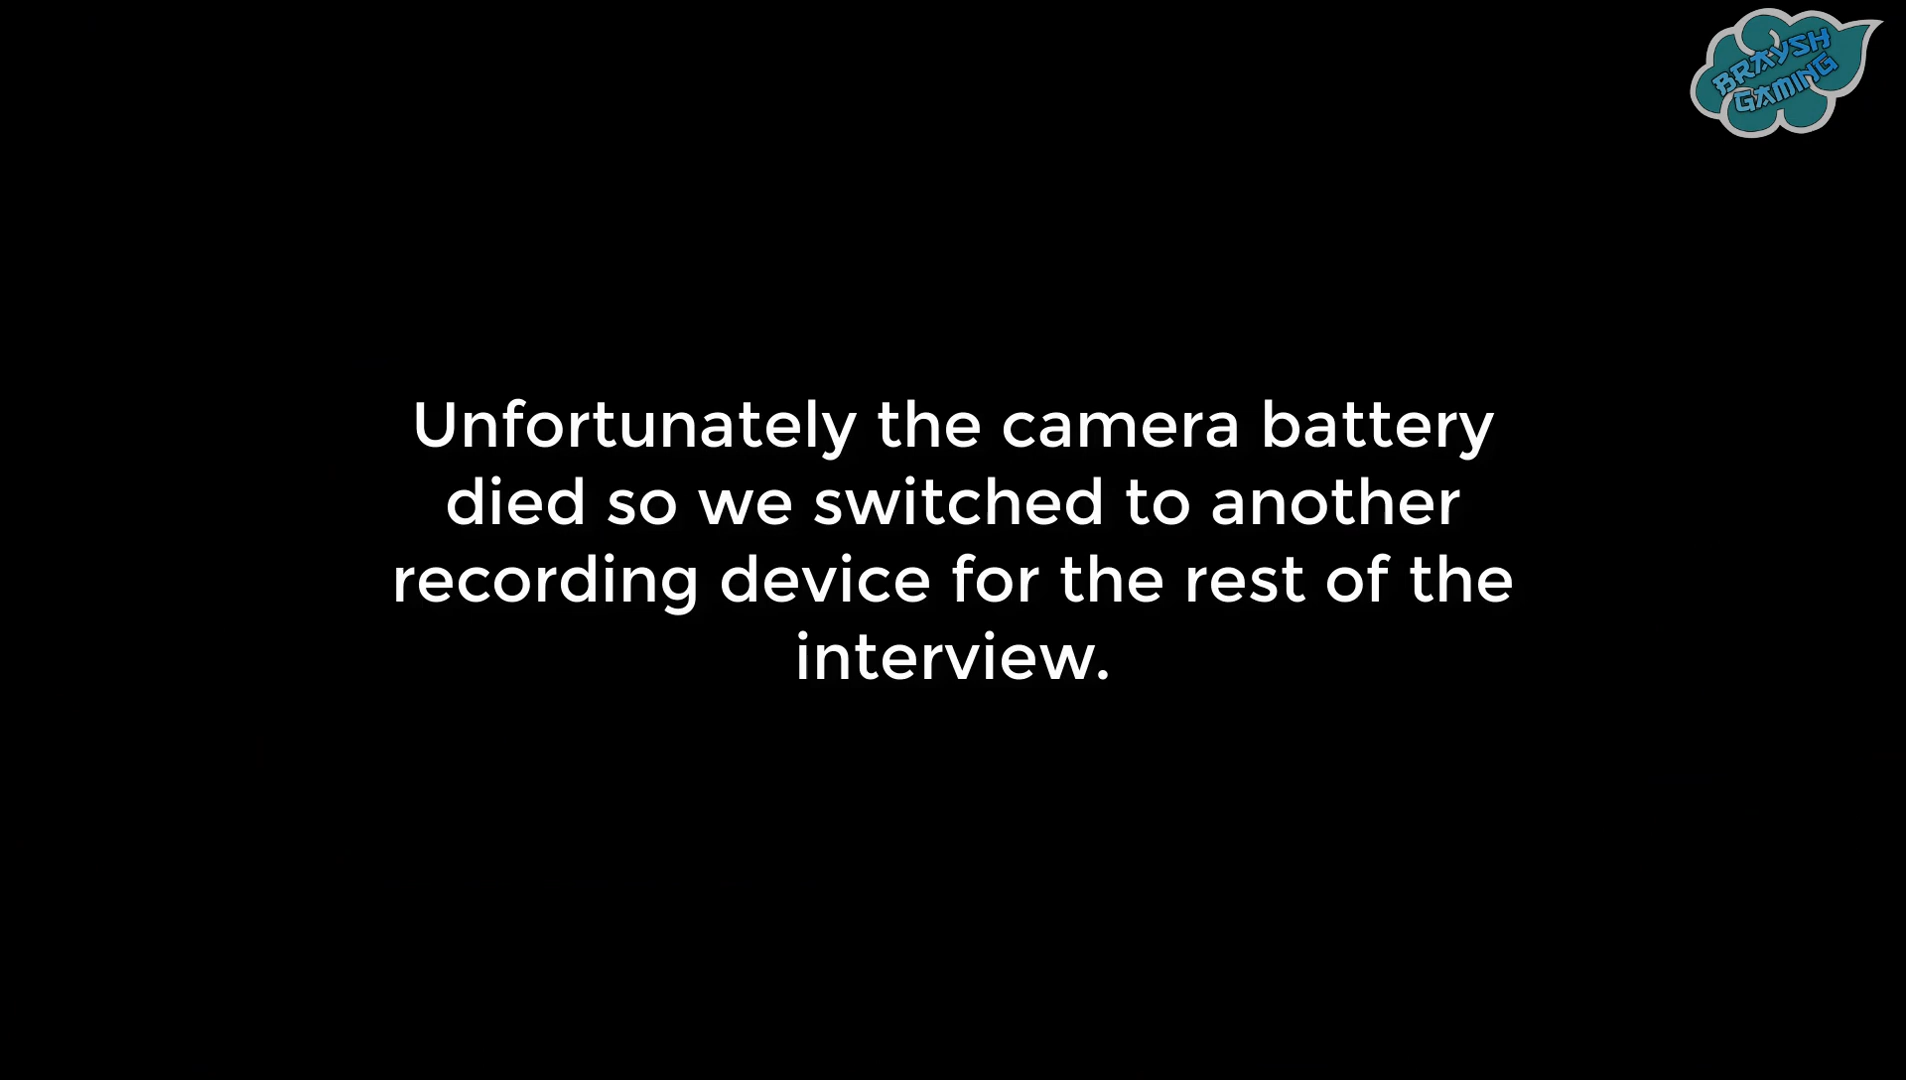 BRAYSH
GAMING
Unfortunately the camera battery
died so we switched to another
recording device for the rest of the
interview.